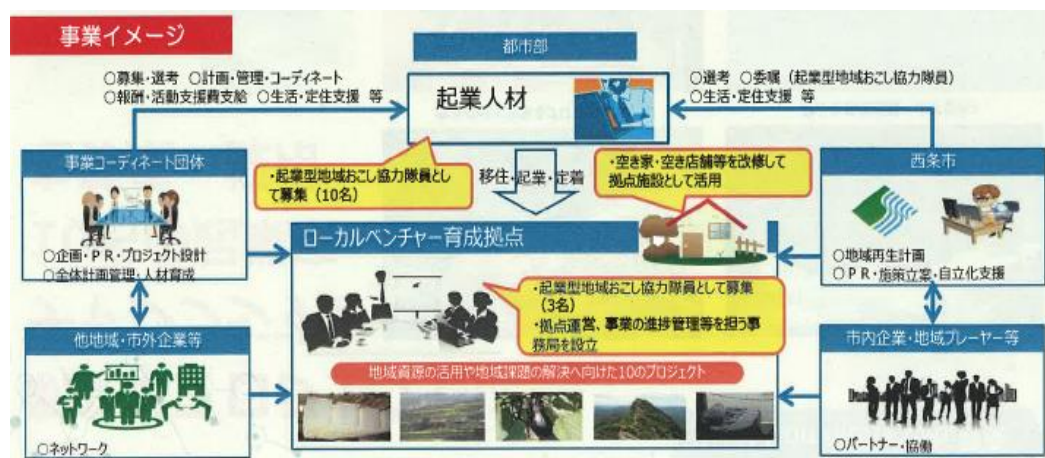 事業イメージ
都市部
○募集・選考 ○計画・管理・コーディネート
○報酬・活動支援費支給 ○生活・定住支援 等
起業人材
○選考 ○委嘱（起業型地域おこし協力隊員）
○生活・定住支援 等
事業コーディネート団体
○企画・PR・プロジェクト設計
○全体計画管理・人材育成
・起業型地域おこし協力隊員とし
て募集（10名）
移住・起業・定着
・空き家・空き店舗等を改修して
拠点施設として活用
西条市
○地域再生計画
○PR・施策立案・自立化支援
ローカルベンチャー育成拠点
・起業型地域おこし協力隊員として募集
（3名）
・拠点運営、事業の進捗管理等を担う事
務局を設立
地域資源の活用や地域課題の解決へ向けた10のプロジェクト
他地域・市外企業等
○ネットワーク
市内企業・地域プレーヤー等
○パートナー・協働